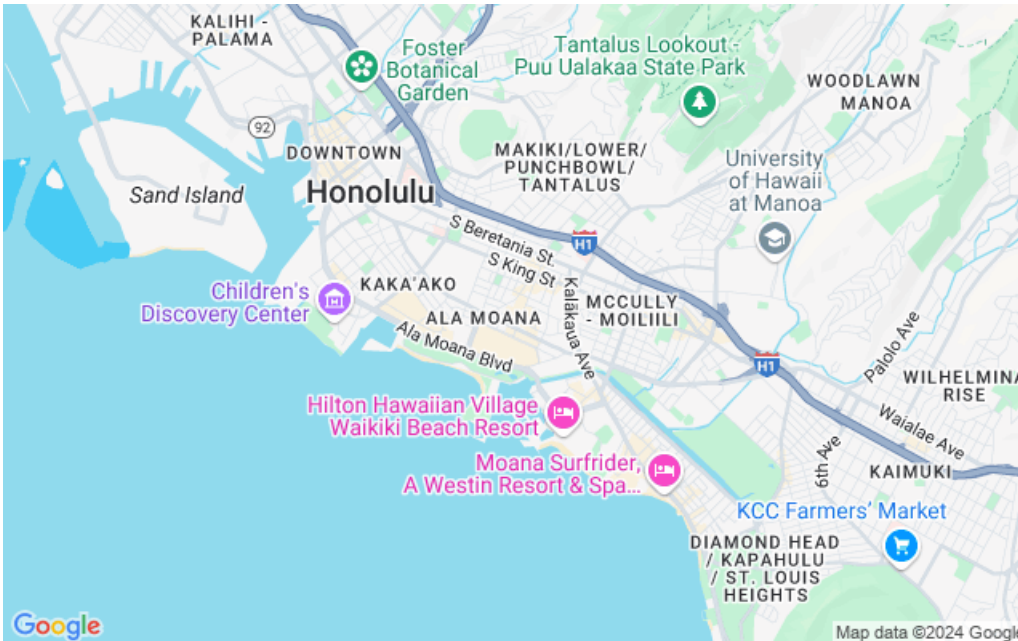 KALIHI -
PALAMA
Foster
Botanical
Garden
Tantalus Lookout -
Puu Ualakaa State Park
WOODLAWN
MANOA
92
DOWNTOWN
MAKIKI/LOWER/
PUNCHBOWL/
TANTALUS
University
of Hawaii
at Manoa
Sand Island
Honolulu
S Beretania St.
H1
S King St
Children's
Discovery Center
KAKA'AKO
Kalākaua Ave
MCCULLY
- MOILIILI
ALA MOANA
Ala Moana Blvd
Palolo Ave
H1
WILHELMINA
RISE
Hilton Hawaiian Village
Waikiki Beach Resort
Waialae Ave
6th Ave
Moana Surfrider,
A Westin Resort & Spa...
KAIMUKI
KCC Farmers' Market
DIAMOND HEAD
/ KAPAHULU
/ ST. LOUIS
HEIGHTS
Google
Map data ©2024 Google